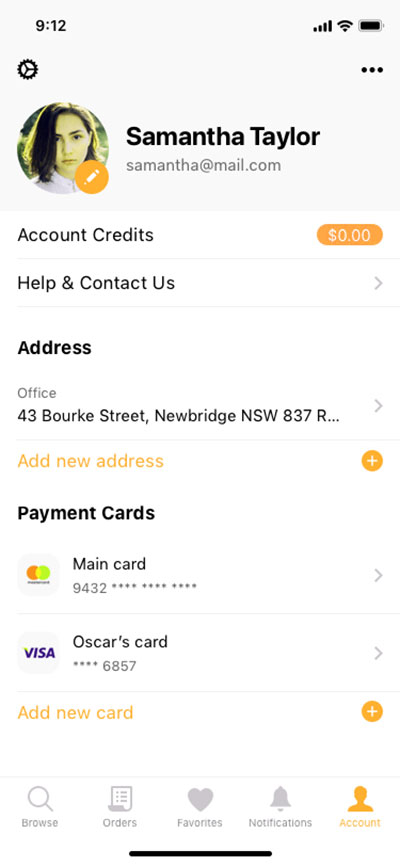 9:12
Samantha Taylor
samantha@mail.com
Account Credits $0.00
Help & Contact Us
Address
Office
43 Bourke Street, Newbridge NSW 837 R...
Add new address
Payment Cards
Main card
mastercard
9432 **** **** ****
Oscar's card
VISA
**** 6857
Add new card
Browse Orders Favorites Notifications Account